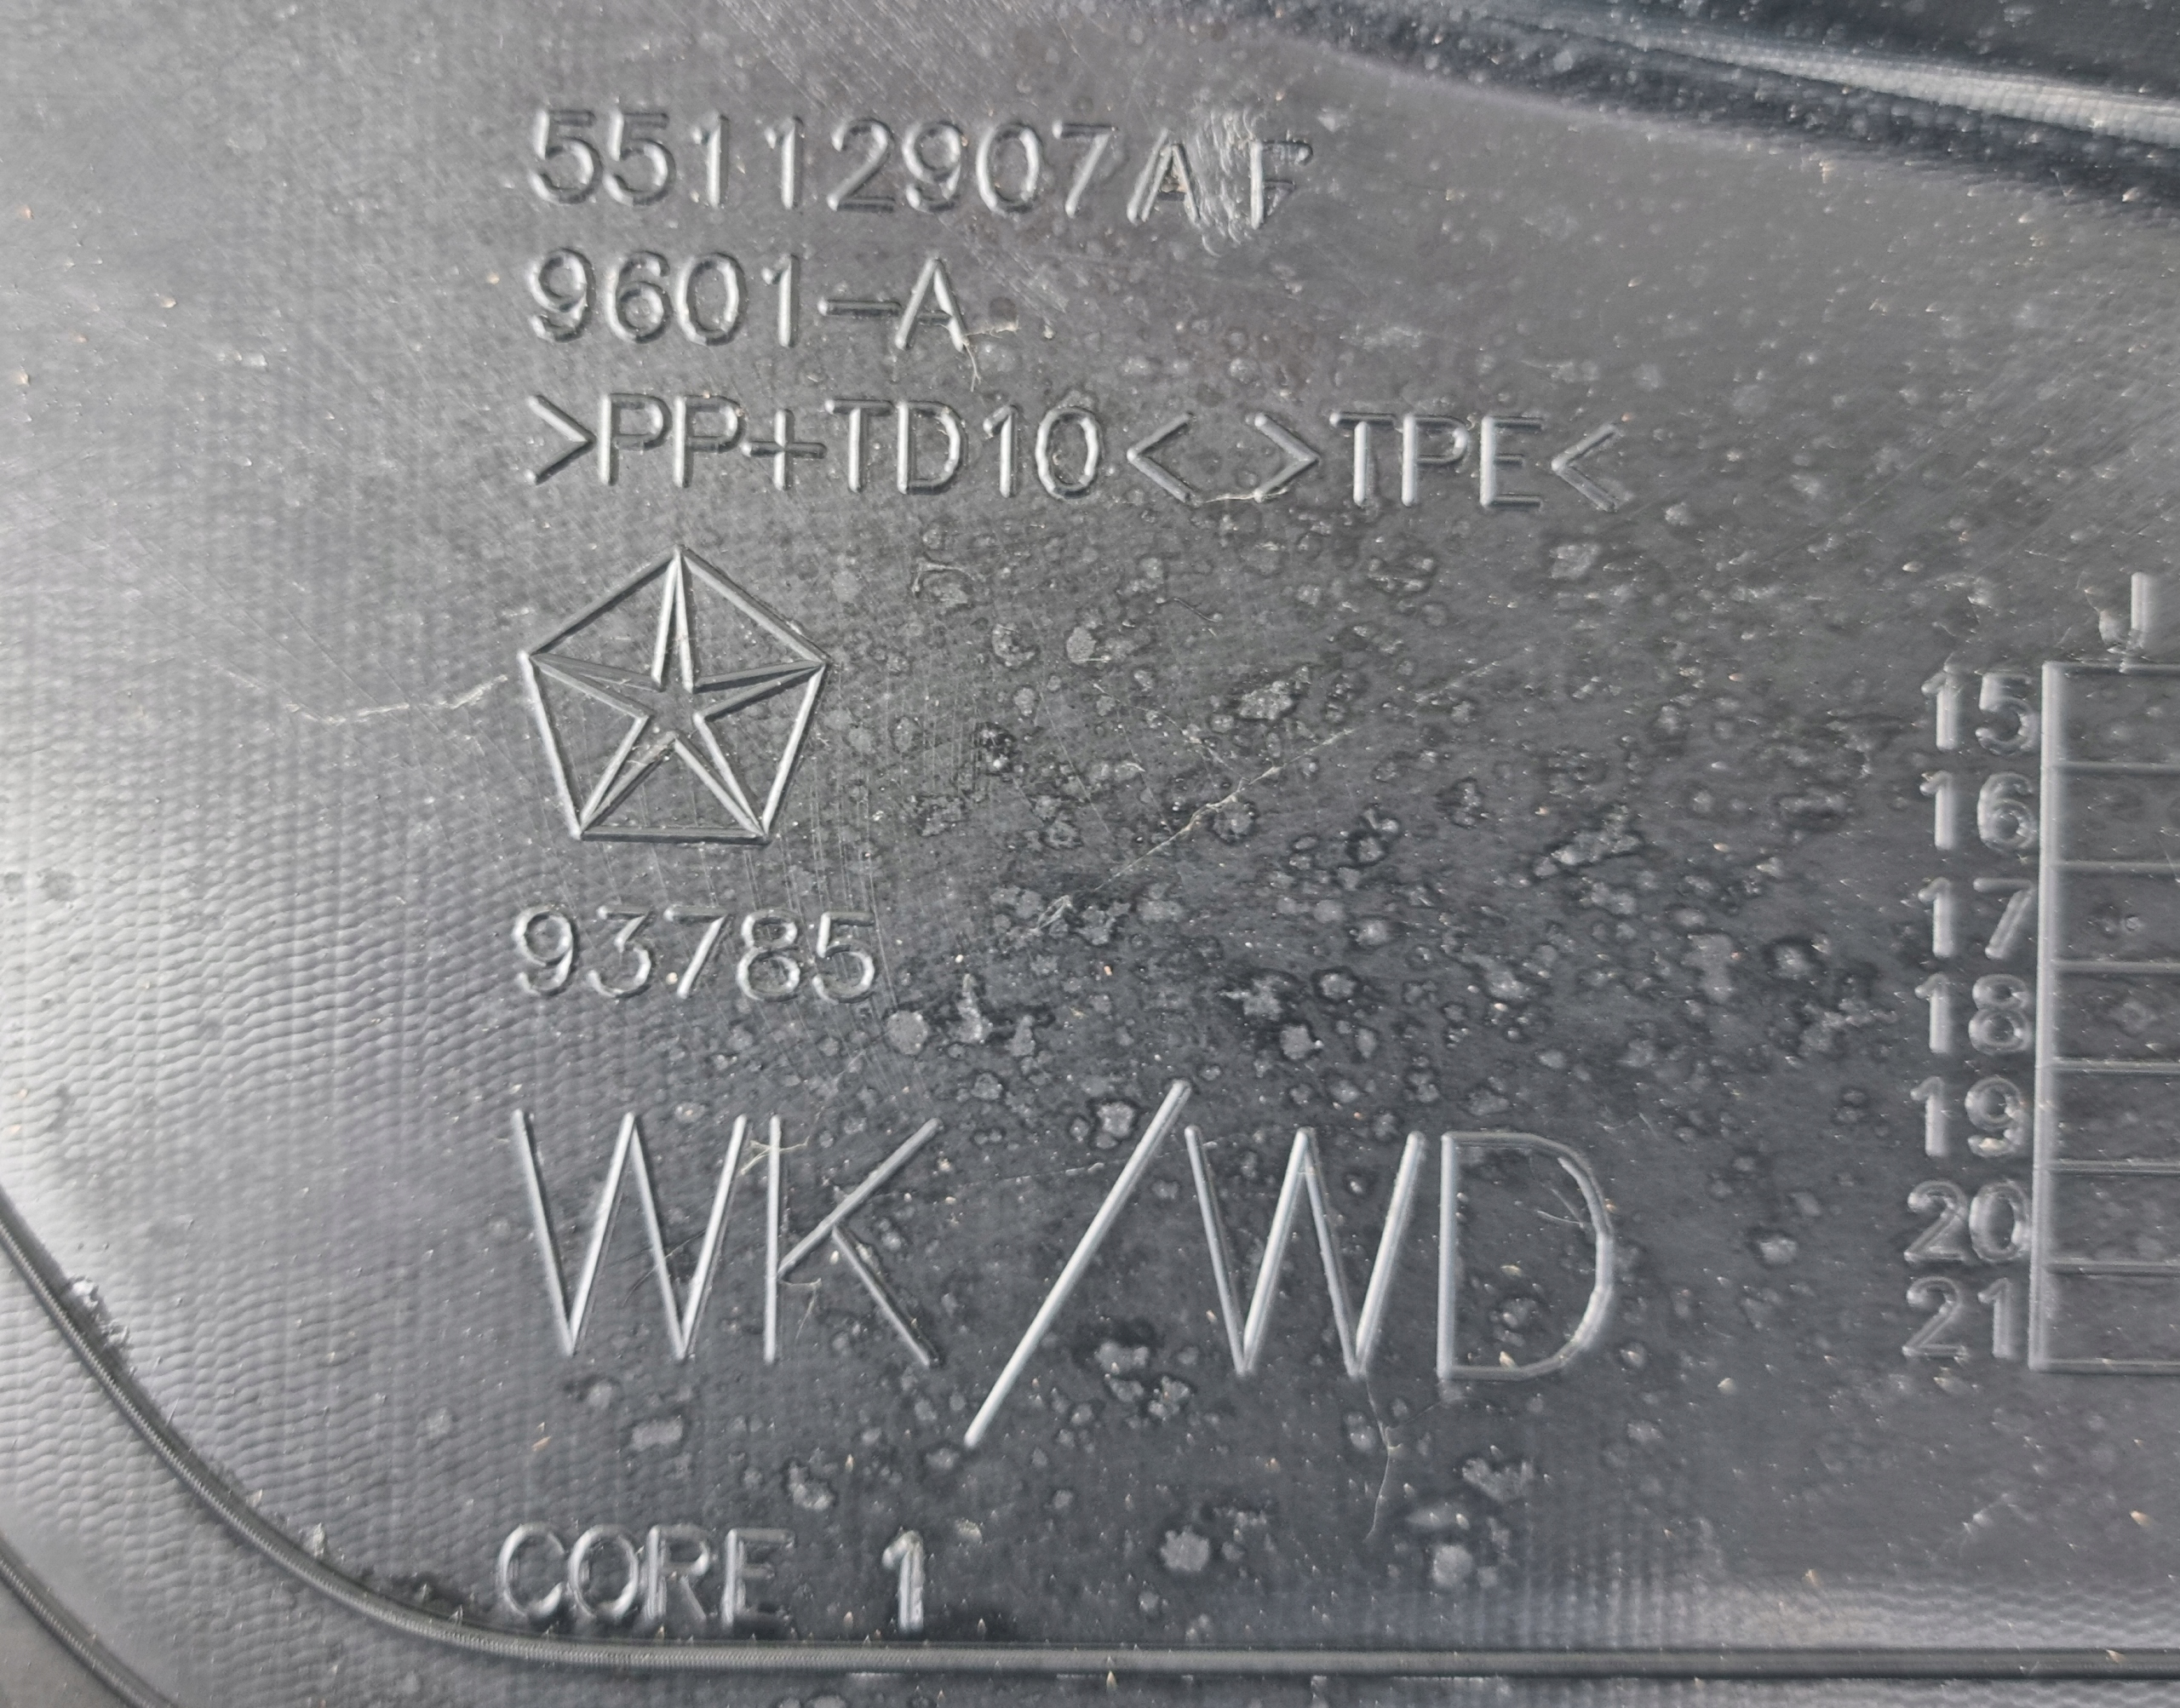 55112907AF
9601-A
>PP+TD10< >TPE<
93785
WK/WD
CORE 1
15
16
17
18
19
20
21